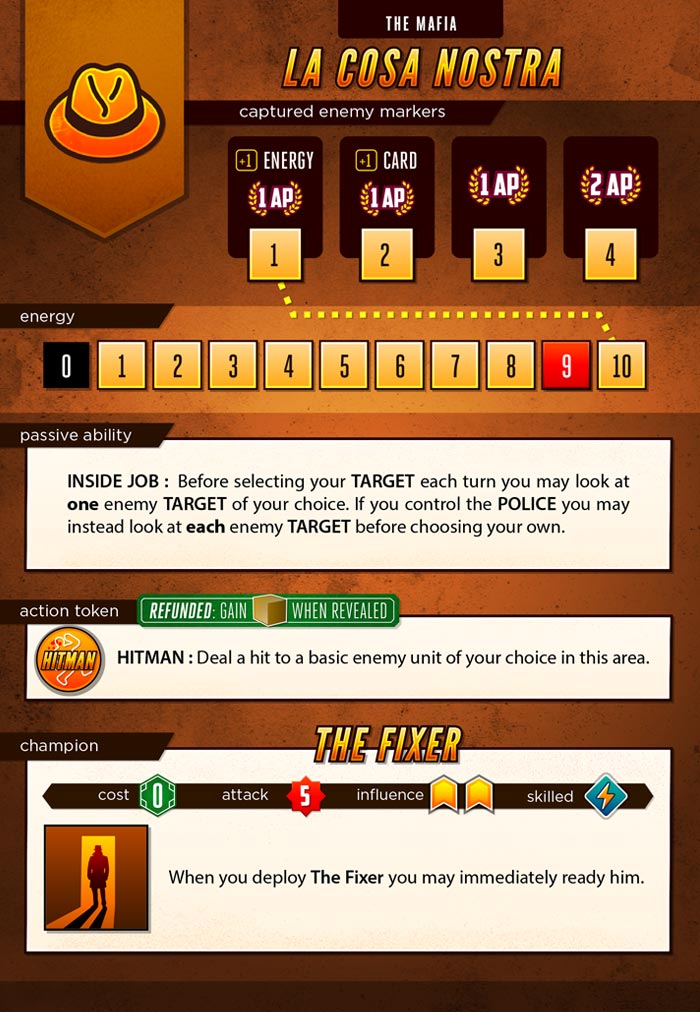 THE MAFIA
LA COSA NOSTRA
captured enemy markers
+1 ENERGY
1 AP
1
+1 CARD
1 AP
2
1 AP
3
2 AP
4
energy
0 1 2 3 4 5 6 7 8 9 10
passive ability
INSIDE JOB : Before selecting your TARGET each turn you may look at
one enemy TARGET of your choice. If you control the POLICE you may
instead look at each enemy TARGET before choosing your own.
action token
REFUNDED: GAIN WHEN REVEALED
HITMAN
HITMAN : Deal a hit to a basic enemy unit of your choice in this area.
champion
THE FIXER
cost 0 attack 5 influence skilled
When you deploy The Fixer you may immediately ready him.